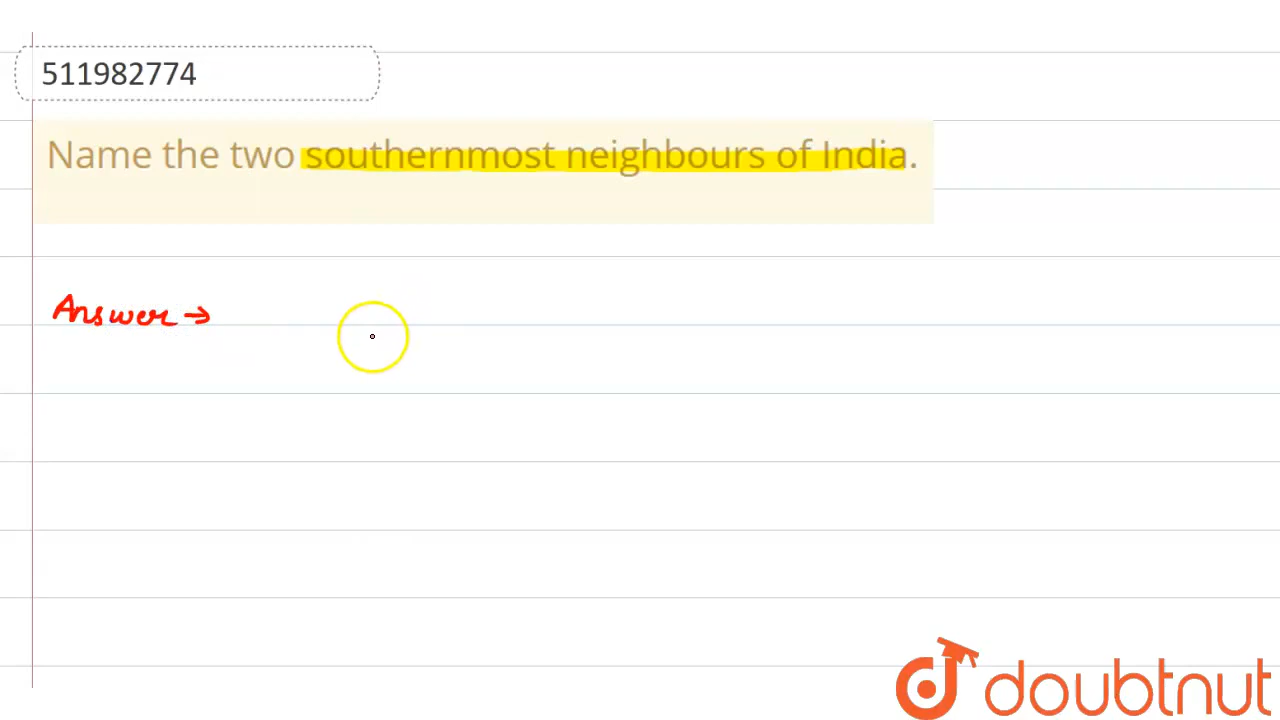 511982774
Name the two southernmost neighbours of India.
Answer →
doubtnut